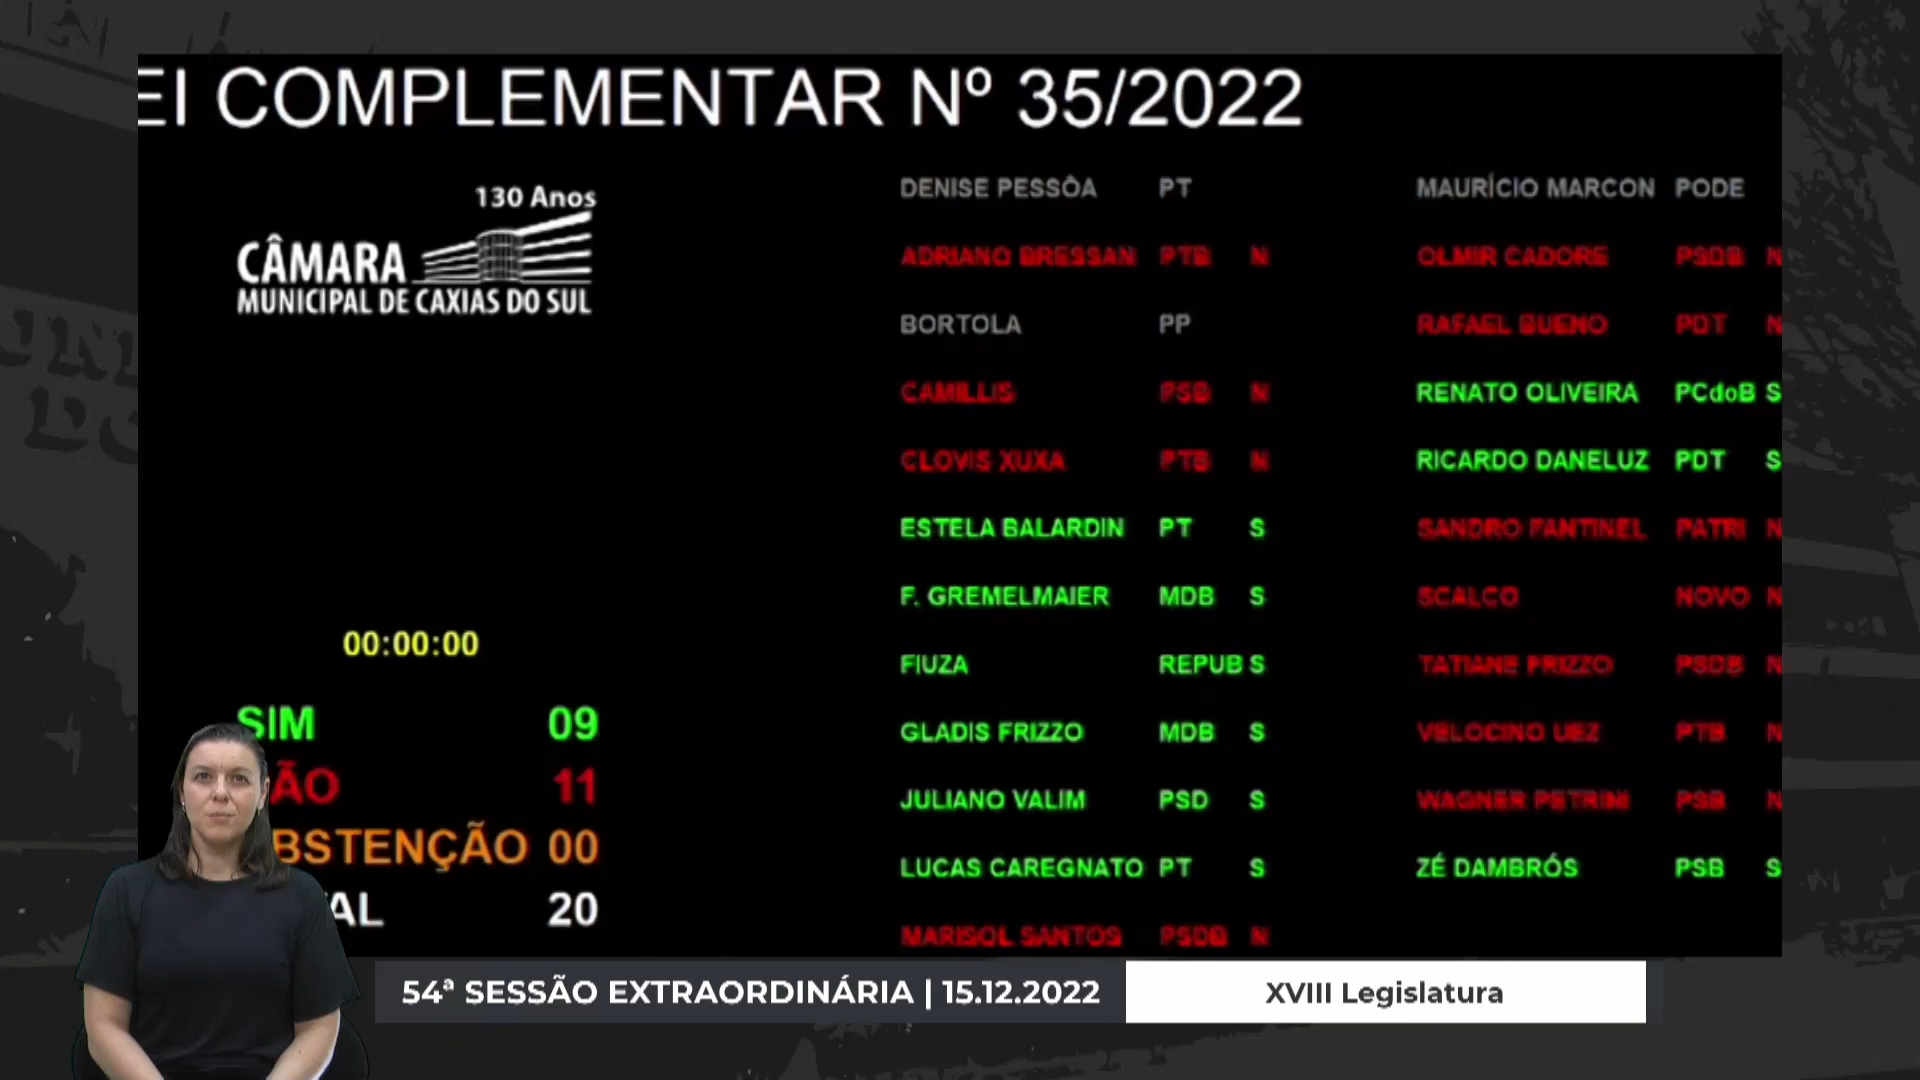 EI COMPLEMENTAR Nº 35/2022
130 Anos
CÂMARA
MUNICIPAL DE CAXIAS DO SUL
00:00:00
SIM 09
ÃO 11
BSTENÇÃO 00
AL 20
DENISE PESSÔA PT
ADRIANO BRESSAN PTB N
BORTOLA PP
CAMILLIS PSB N
CLOVIS XUXA PTB N
ESTELA BALARDIN PT S
F. GREMELMAIER MDB S
FIUZA REPUB S
GLADIS FRIZZO MDB S
JULIANO VALIM PSD S
LUCAS CAREGNATO PT S
MARISOL SANTOS PSDB N
MAURÍCIO MARCON PODE
OLMIR CADORE PSDB N
RAFAEL BUENO PDT N
RENATO OLIVEIRA PCdoB S
RICARDO DANELUZ PDT S
SANDRO FANTINEL PATRI N
SCALCO NOVO N
TATIANE FRIZZO PSDB N
VELOCINO UEZ PTB N
WAGNER PETRINI PSB N
ZÉ DAMBRÓS PSB S
54ª SESSÃO EXTRAORDINÁRIA | 15.12.2022
XVIII Legislatura